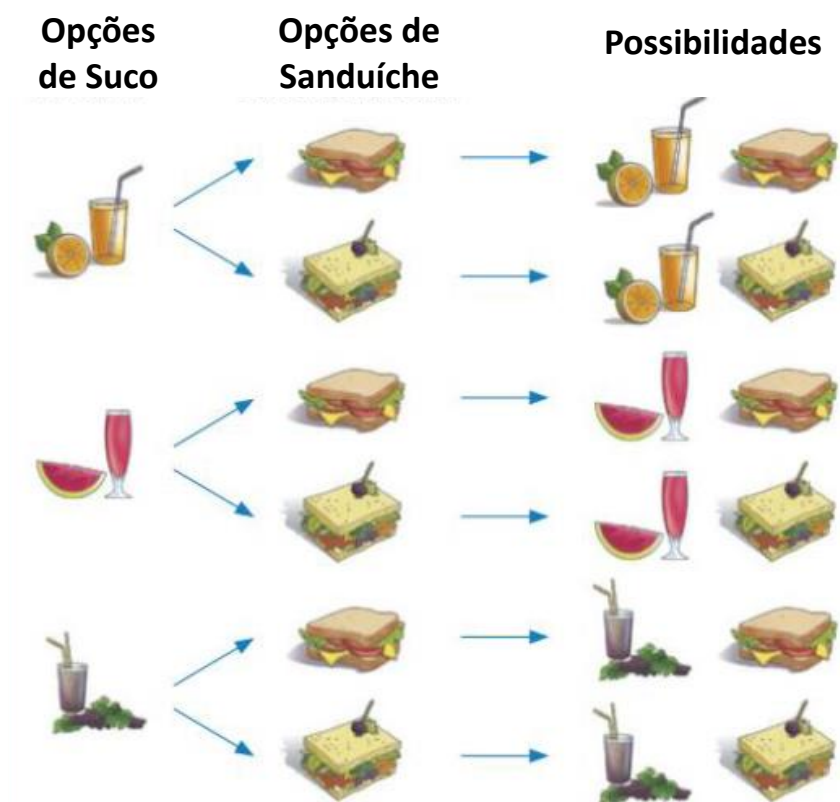 Opções
de Suco
Opções de
Sanduíche
Possibilidades